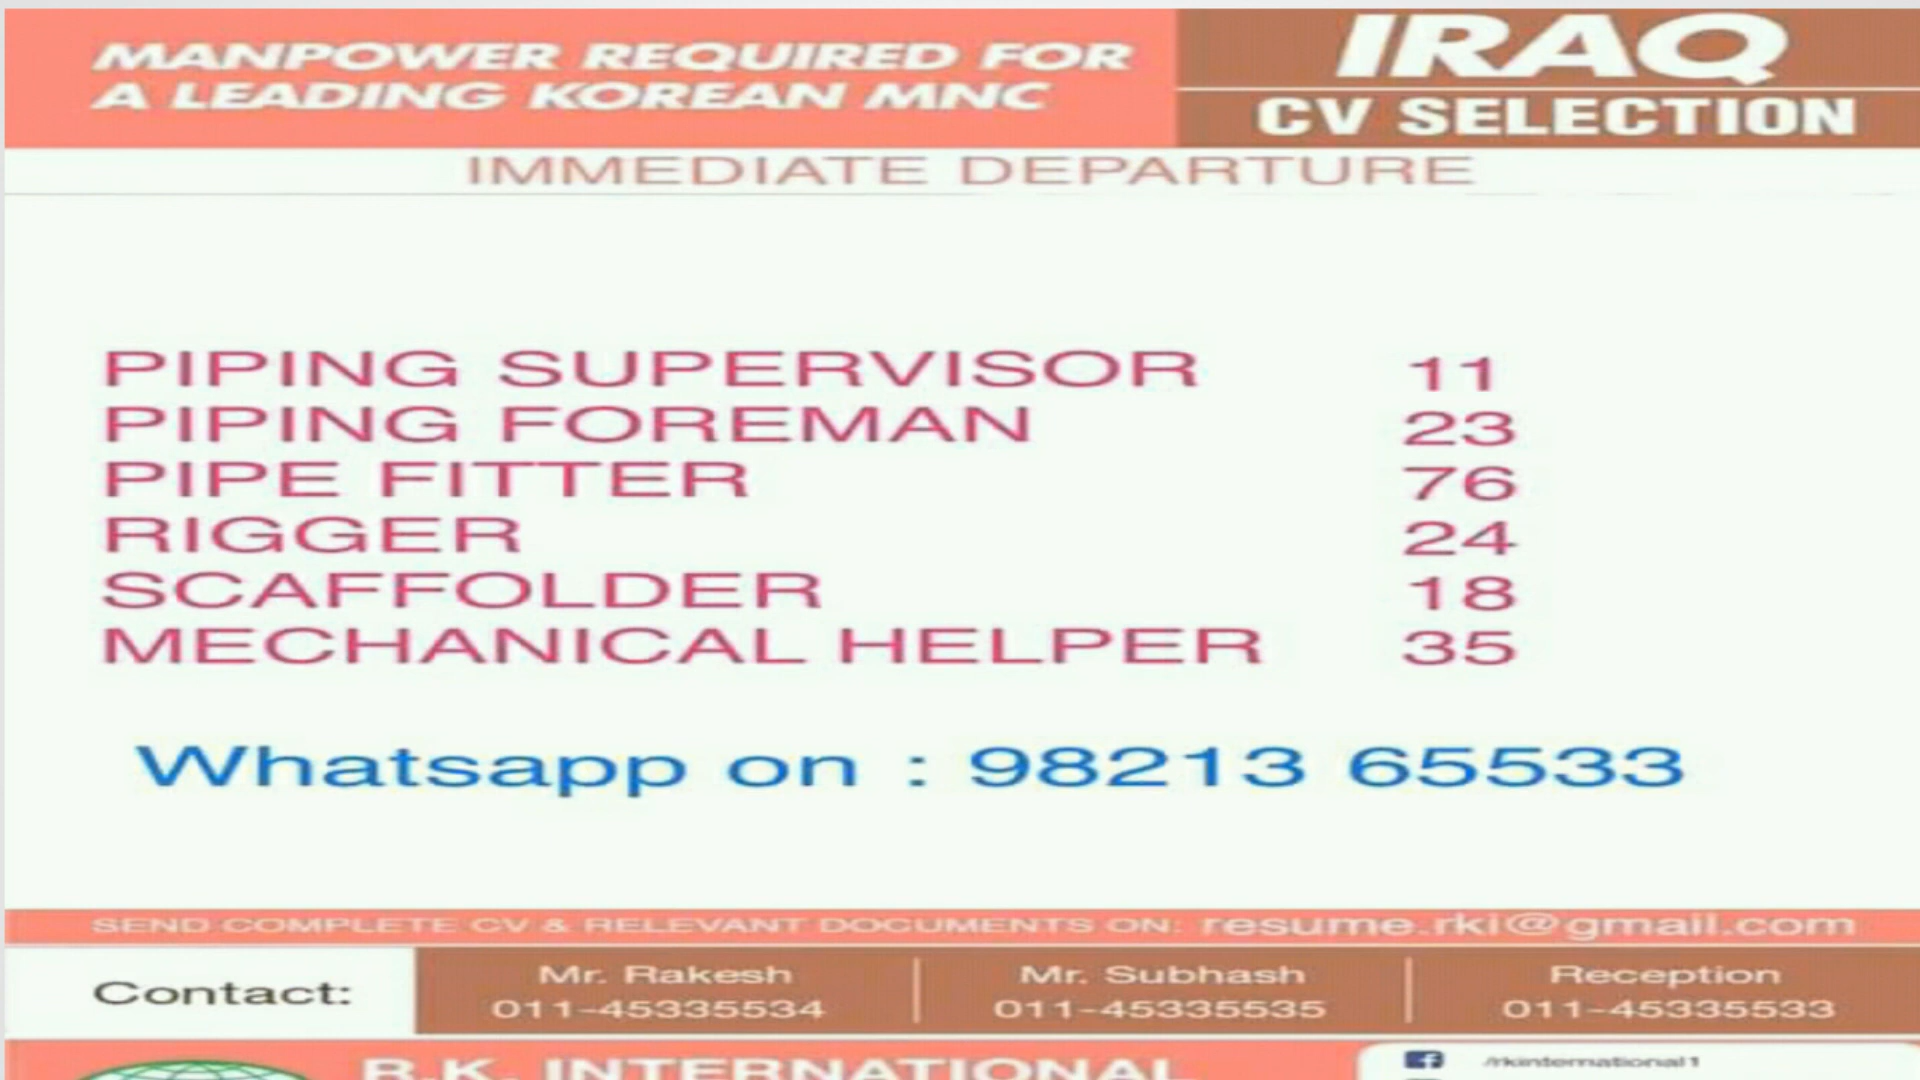 MANPOWER REQUIRED FOR
A LEADING KOREAN MNC
IRAQ
CV SELECTION
IMMEDIATE DEPARTURE
PIPING SUPERVISOR 11
PIPING FOREMAN 23
PIPE FITTER 76
RIGGER 24
SCAFFOLDER 18
MECHANICAL HELPER 35
Whatsapp on : 98213 65533
SEND COMPLETE CV & RELEVANT DOCUMENTS ON: resume.rki@gmail.com
Contact:
Mr. Rakesh
011-45335534
Mr. Subhash
011-45335535
Reception
011-45335533
R.K. INTERNATIONAL
/rkinternational1